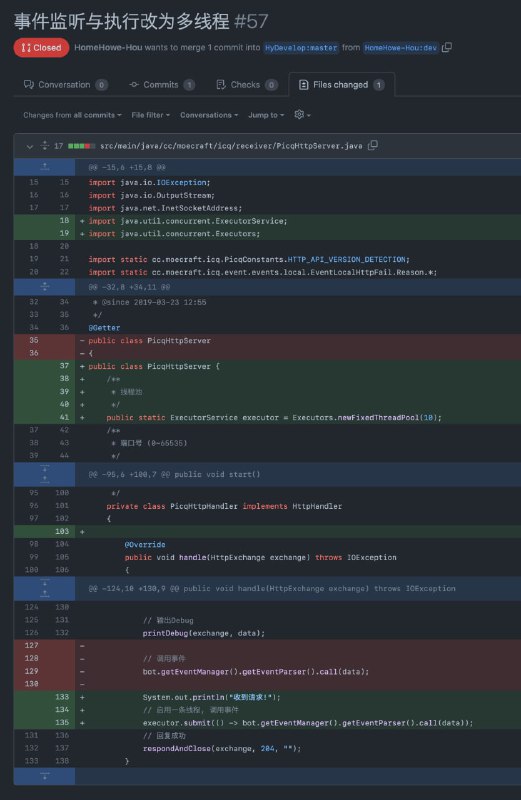 事件监听与执行改为多线程 #57
Closed HomeHowe-Hou wants to merge 1 commit into HyDevelop:master from HomeHowe-Hou:dev
Conversation 0 Commits 1 Checks 0 Files changed 1
Changes from all commits File filter Conversations Jump to
17 src/main/java/cc/moecraft/icq/receiver/PicqHttpServer.java
@@ -15,6 +15,8 @@
15 15 import java.io.IOException;
16 16 import java.io.OutputStream;
17 17 import java.net.InetSocketAddress;
18 + import java.util.concurrent.ExecutorService;
19 + import java.util.concurrent.Executors;
18 20
19 21 import static cc.moecraft.icq.PicqConstants.HTTP_API_VERSION_DETECTION;
20 22 import static cc.moecraft.icq.event.events.local.EventLocalHttpFail.Reason.*;
@@ -32,8 +34,11 @@
32 34 * @since 2019-03-23 12:55
33 35 */
34 36 @Getter
35 - public class PicqHttpServer
36 - {
37 + public class PicqHttpServer {
38 + /**
39 + * 线程池
40 + */
41 + public static ExecutorService executor = Executors.newFixedThreadPool(10);
37 42 /**
38 43 * 端口号 (0~65535)
39 44 */
@@ -95,6 +100,7 @@ public void start()
95 100 */
96 101 private class PicqHttpHandler implements HttpHandler
97 102 {
103 +
98 104 @Override
99 105 public void handle(HttpExchange exchange) throws IOException
100 106 {
@@ -124,10 +130,9 @@ public void handle(HttpExchange exchange) throws IOException
124 130
125 131 // 输出Debug
126 132 printDebug(exchange, data);
127 -
128 - // 调用事件
129 - bot.getEventManager().getEventParser().call(data);
130 -
133 + System.out.println("收到请求!");
134 + // 启用一条线程, 调用事件
135 + executor.submit(() -> bot.getEventManager().getEventParser().call(data));
131 136 // 回复成功
132 137 respondAndClose(exchange, 204, "");
133 138 }